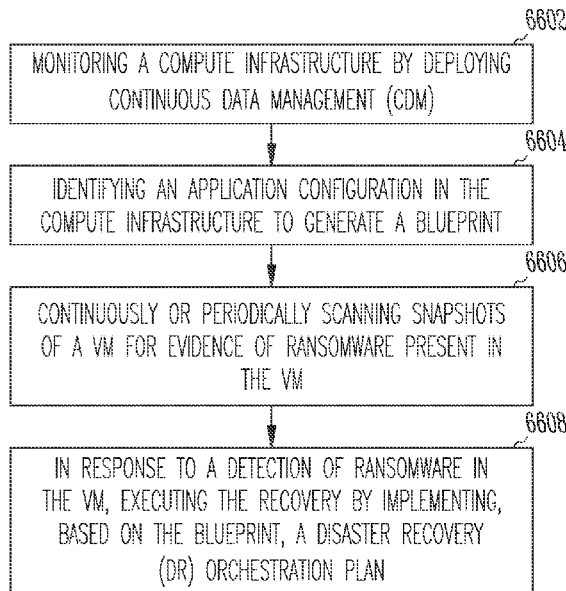 6602
MONITORING A COMPUTE INFRASTRUCTURE BY DEPLOYING
CONTINUOUS DATA MANAGEMENT (CDM)
6604
IDENTIFYING AN APPLICATION CONFIGURATION IN THE
COMPUTE INFRASTRUCTURE TO GENERATE A BLUEPRINT
6606
CONTINUOUSLY OR PERIODICALLY SCANNING SNAPSHOTS
OF A VM FOR EVIDENCE OF RANSOMWARE PRESENT IN
THE VM
6608
IN RESPONSE TO A DETECTION OF RANSOMWARE IN
THE VM, EXECUTING THE RECOVERY BY IMPLEMENTING,
BASED ON THE BLUEPRINT, A DISASTER RECOVERY
(DR) ORCHESTRATION PLAN